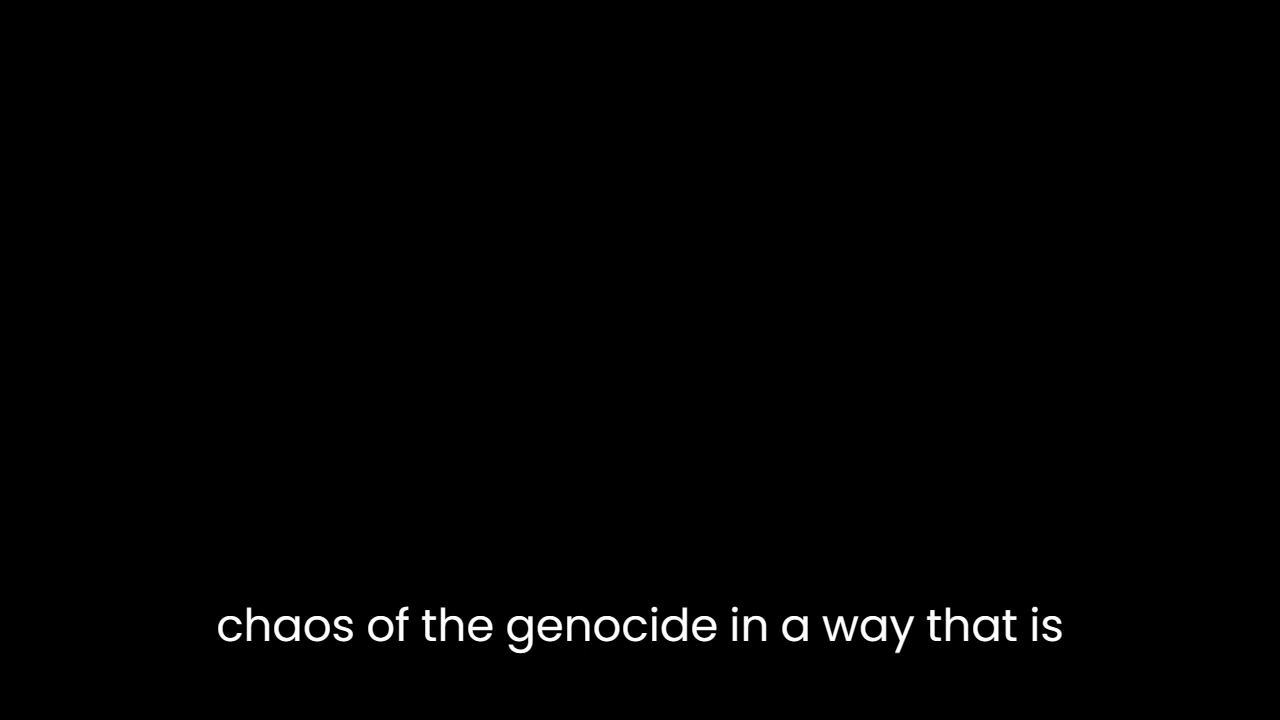 chaos of the genocide in a way that is